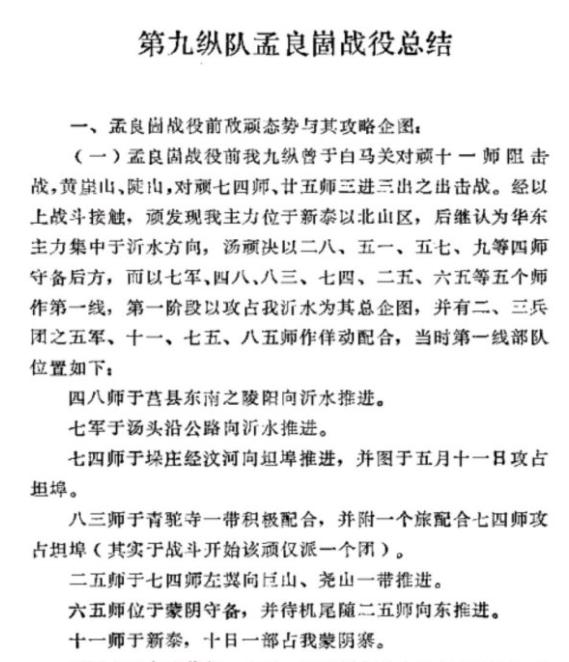 第九纵队孟良崮战役总结
一、孟良崮战役前敌顽态势与其攻略企图:
(一)孟良崮战役前我九纵曾于白马关对顽十一师阻击
战,黄崮山、陡山,对顽七四师、廿五师三进三出之出击战。经以
上战斗接触,顽发现我主力位于新泰以北山区,后继认为华东
主力集中于沂水方向,汤顽决以二八、五一、五七、九等四师
守备后方,而以七军、四八、八三、七四、二五、六五等五个师
作第一线,第一阶段以攻占我沂水为其总企图,并有二、三兵
团之五军、十一、七五、八五师作佯动配合,当时第一线部队
位置如下:
四八师于莒县东南之陵阳向沂水推进。
七军于汤头沿公路向沂水推进。
七四师于垛庄经汶河向坦埠推进,并图于五月十一日攻占
坦埠。
八三师于青驼寺一带积极配合,并附一个旅配合七四师攻
占坦埠(其实于战斗开始该顽仅派一个团)。
二五师于七四师左翼向巨山、尧山一带推进。
六五师位于蒙阴守备,并待机尾随二五师向东推进。
十一师于新泰,十日一部占我蒙阴寨。